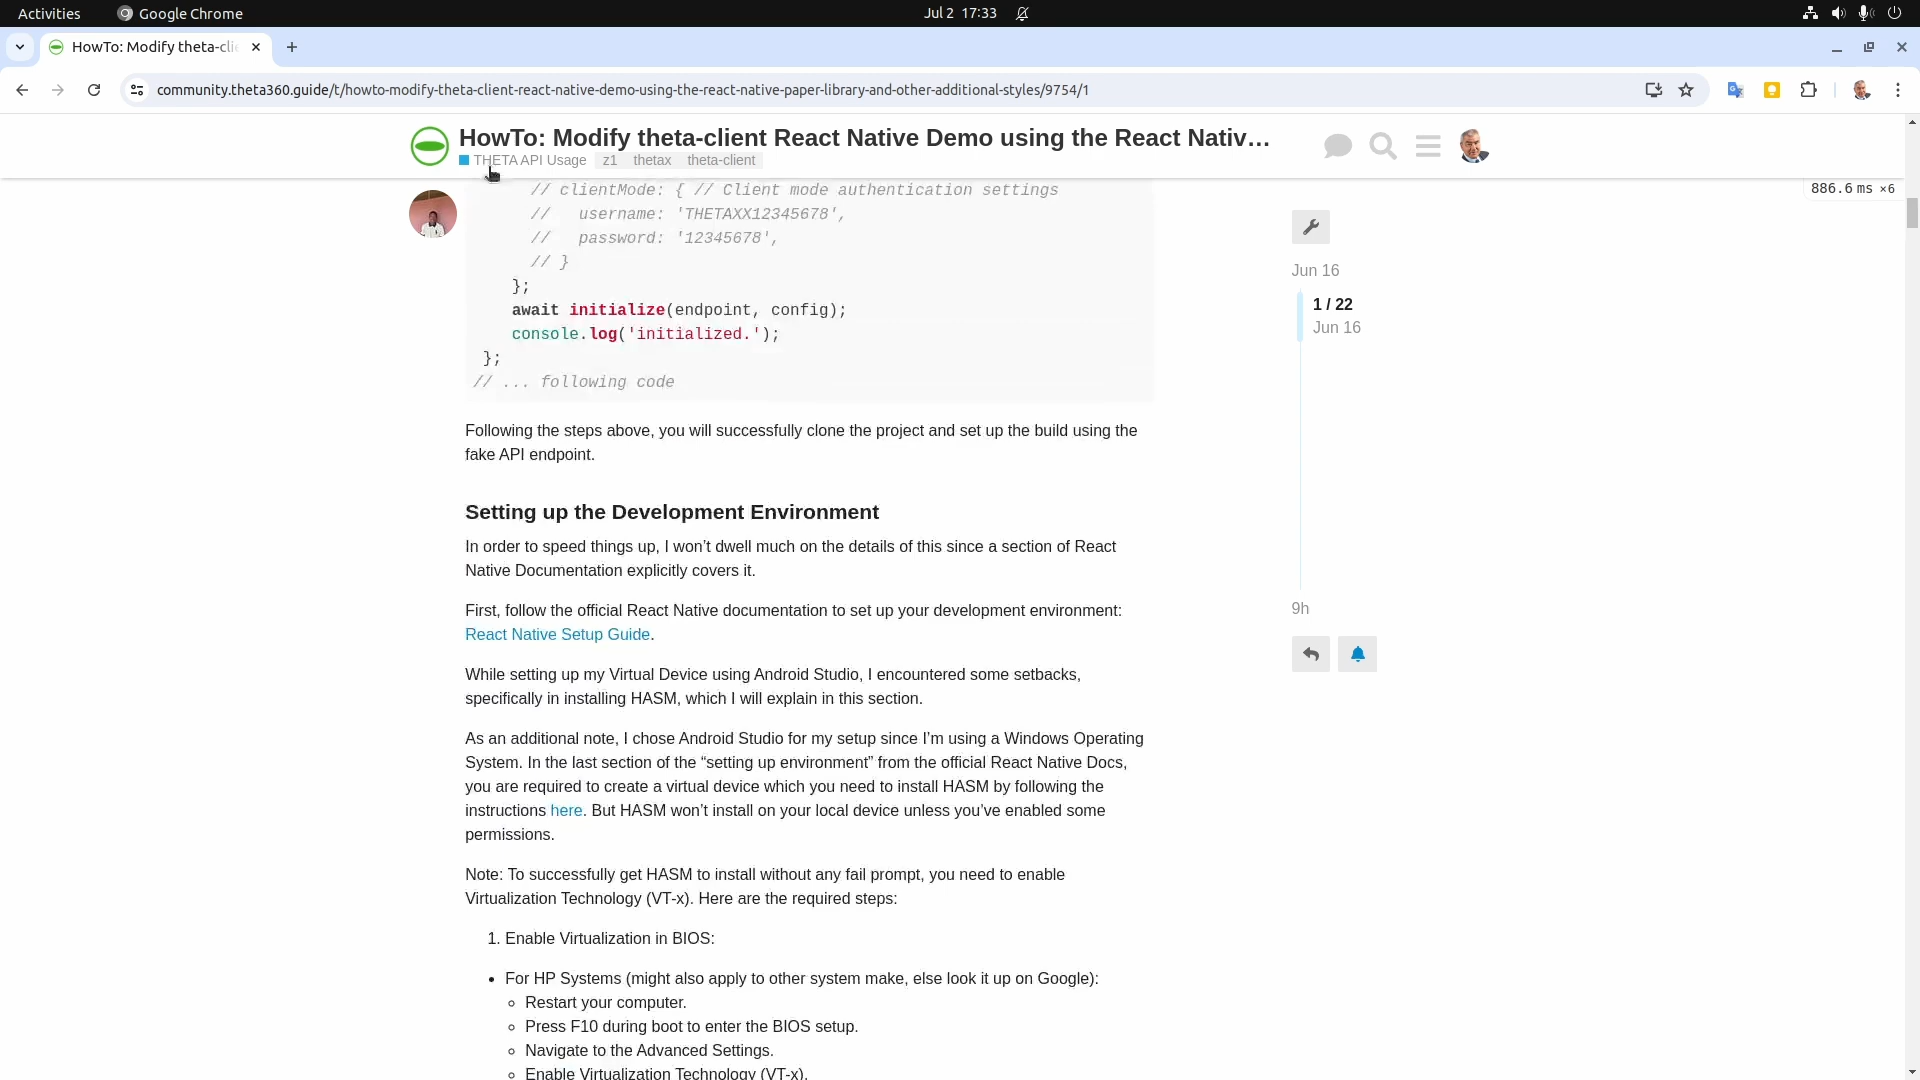 Activities
Google Chrome
Jul 2 17:33
HowTo: Modify theta-clie
community.theta360.guide/t/howto-modify-theta-client-react-native-demo-using-the-react-native-paper-library-and-other-additional-styles/9754/1
HowTo: Modify theta-client React Native Demo using the React Nativ…
THETA API Usage z1 thetax theta-client
886.6 ms ×6
// clientMode: { // Client mode authentication settings
//   username: 'THETAXX12345678',
//   password: '12345678',
// }
};
await initialize(endpoint, config);
console.log('initialized.');
};
// ... following code
Following the steps above, you will successfully clone the project and set up the build using the
fake API endpoint.
Setting up the Development Environment
In order to speed things up, I won’t dwell much on the details of this since a section of React
Native Documentation explicitly covers it.
First, follow the official React Native documentation to set up your development environment:
React Native Setup Guide.
While setting up my Virtual Device using Android Studio, I encountered some setbacks,
specifically in installing HASM, which I will explain in this section.
As an additional note, I chose Android Studio for my setup since I’m using a Windows Operating
System. In the last section of the “setting up environment” from the official React Native Docs,
you are required to create a virtual device which you need to install HASM by following the
instructions here. But HASM won’t install on your local device unless you’ve enabled some
permissions.
Note: To successfully get HASM to install without any fail prompt, you need to enable
Virtualization Technology (VT-x). Here are the required steps:
1. Enable Virtualization in BIOS:
• For HP Systems (might also apply to other system make, else look it up on Google):
◦ Restart your computer.
◦ Press F10 during boot to enter the BIOS setup.
◦ Navigate to the Advanced Settings.
◦ Enable Virtualization Technology (VT-x).
Jun 16
1 / 22
Jun 16
9h